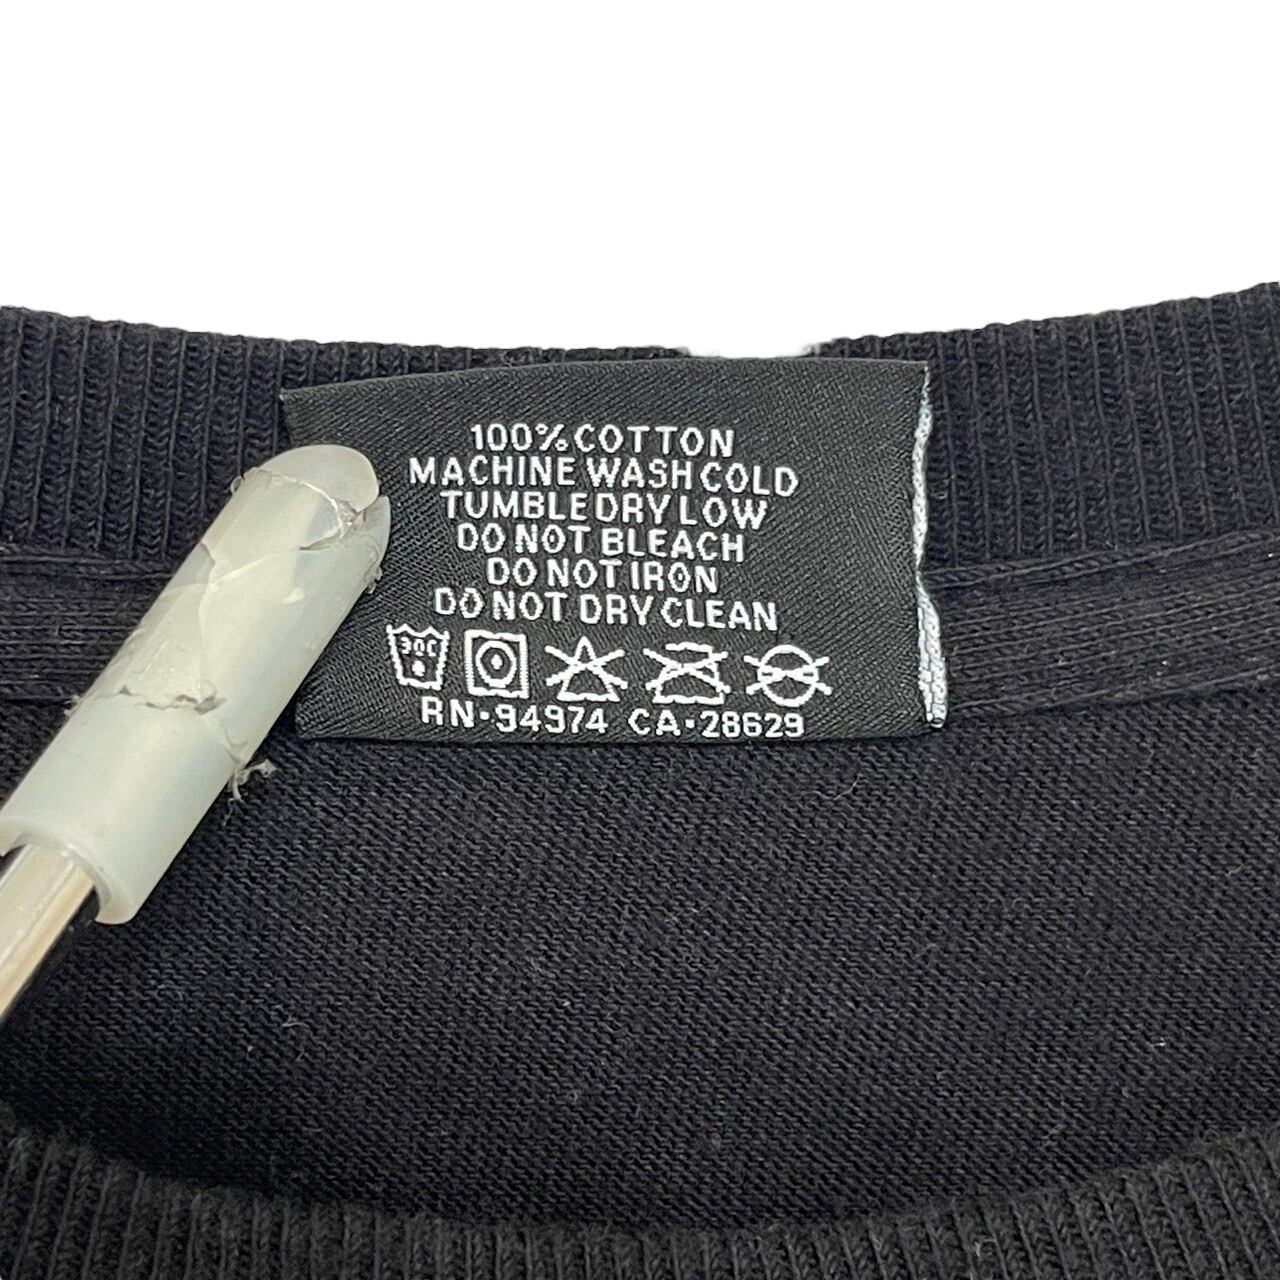 100% COTTON
MACHINE WASH COLD
TUMBLE DRY LOW
DO NOT BLEACH
DO NOT IRON
DO NOT DRY CLEAN
30C
RN·94974 CA·28629